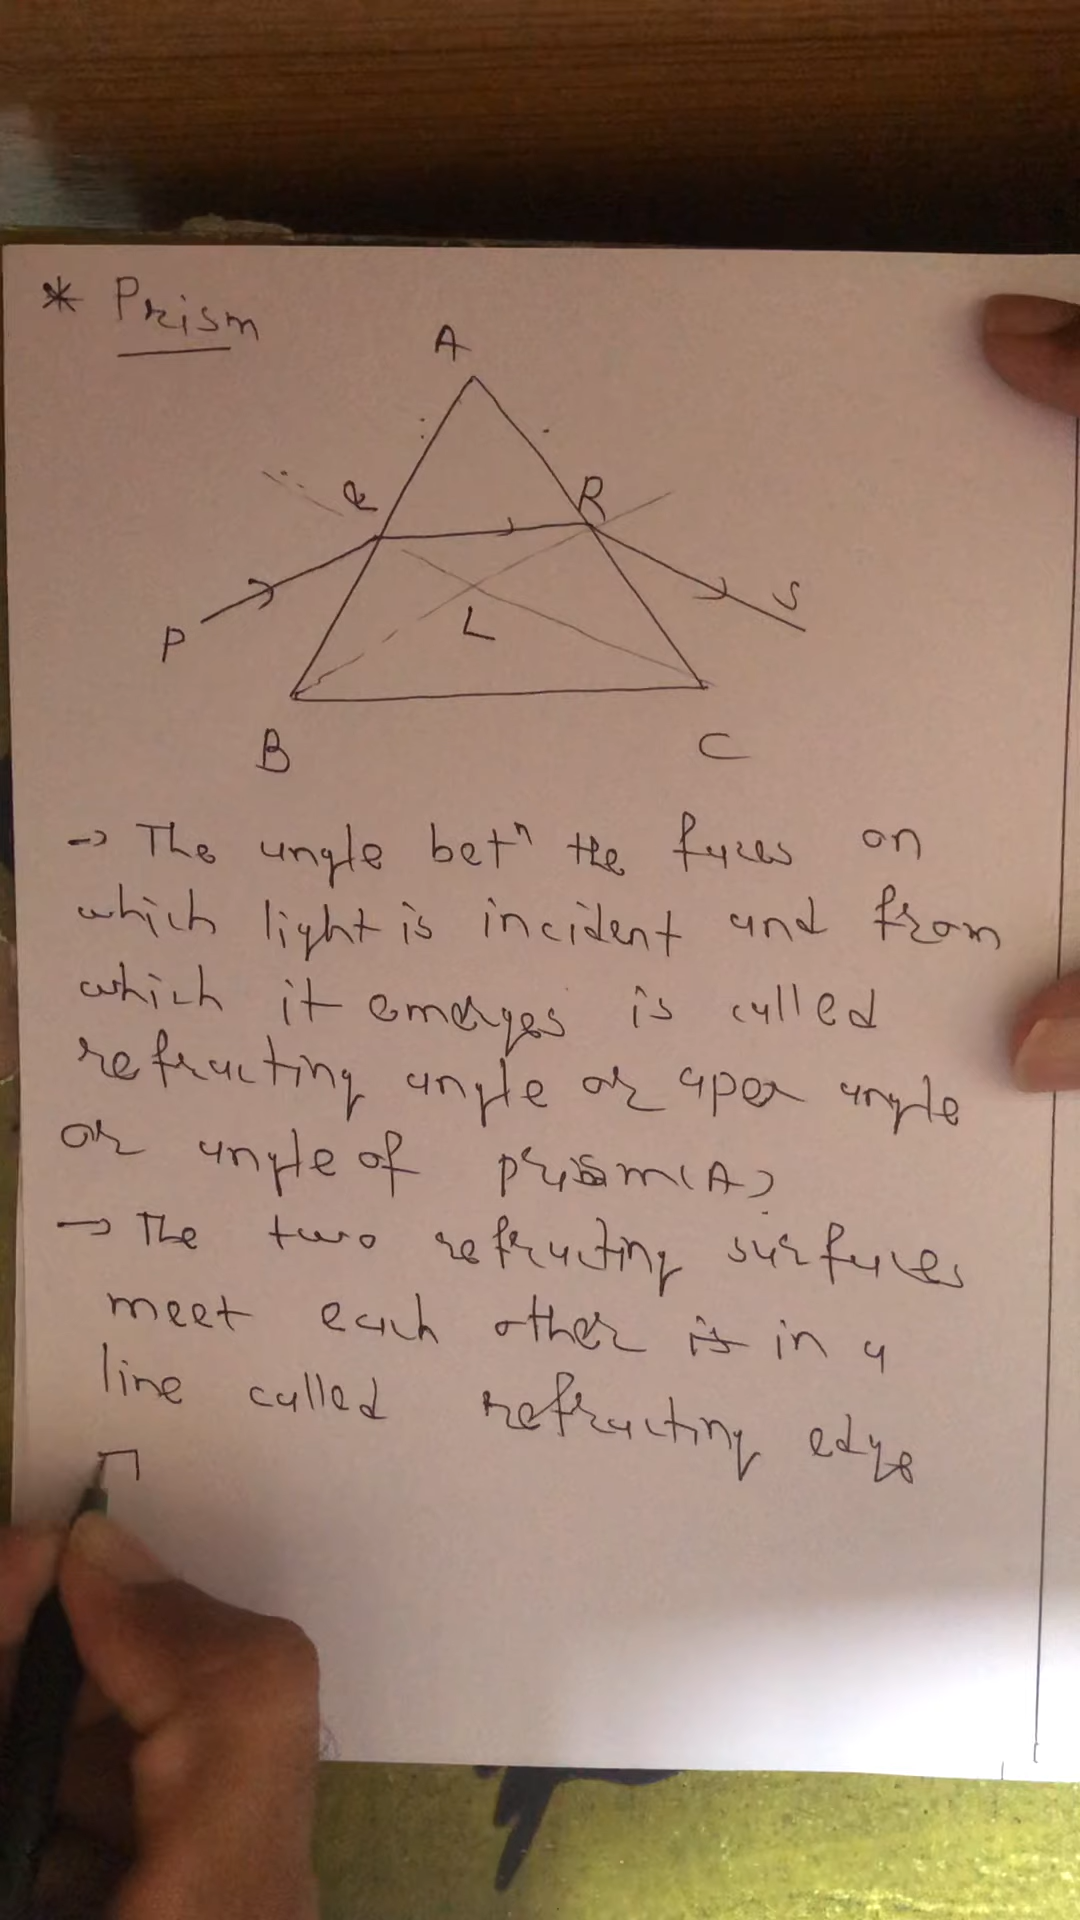 * Prism
A
Q
R
P
S
L
B
C
→ The angle betⁿ the faces on
which light is incident and from
which it emerges is called
refracting angle or apex angle
or angle of prism (A)
→ The two refracting surfaces
meet each other is in a
line called refracting edge